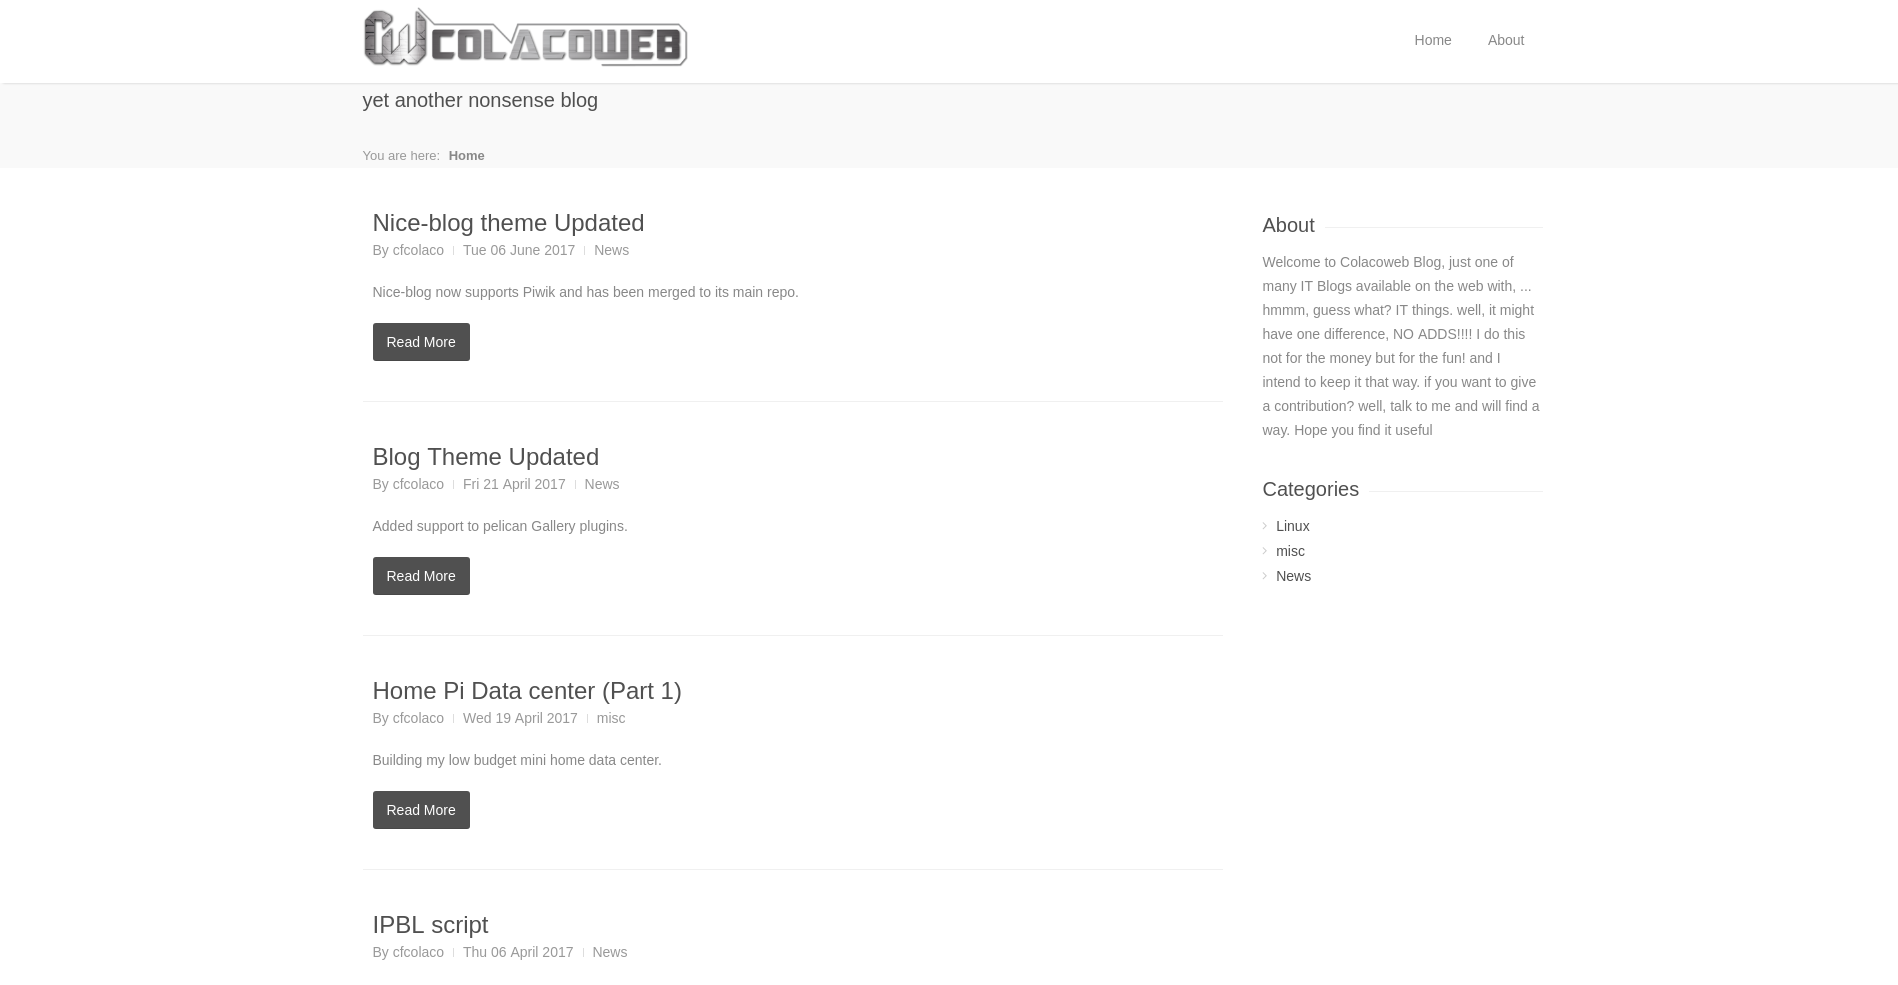 CW COLACOWEB
Home
About
yet another nonsense blog
You are here: Home
Nice-blog theme Updated
By cfcolaco
Tue 06 June 2017
News
Nice-blog now supports Piwik and has been merged to its main repo.
Read More
Blog Theme Updated
By cfcolaco
Fri 21 April 2017
News
Added support to pelican Gallery plugins.
Read More
Home Pi Data center (Part 1)
By cfcolaco
Wed 19 April 2017
misc
Building my low budget mini home data center.
Read More
IPBL script
By cfcolaco
Thu 06 April 2017
News
About
Welcome to Colacoweb Blog, just one of
many IT Blogs available on the web with, ...
hmmm, guess what? IT things. well, it might
have one difference, NO ADDS!!!! I do this
not for the money but for the fun! and I
intend to keep it that way. if you want to give
a contribution? well, talk to me and will find a
way. Hope you find it useful
Categories
Linux
misc
News